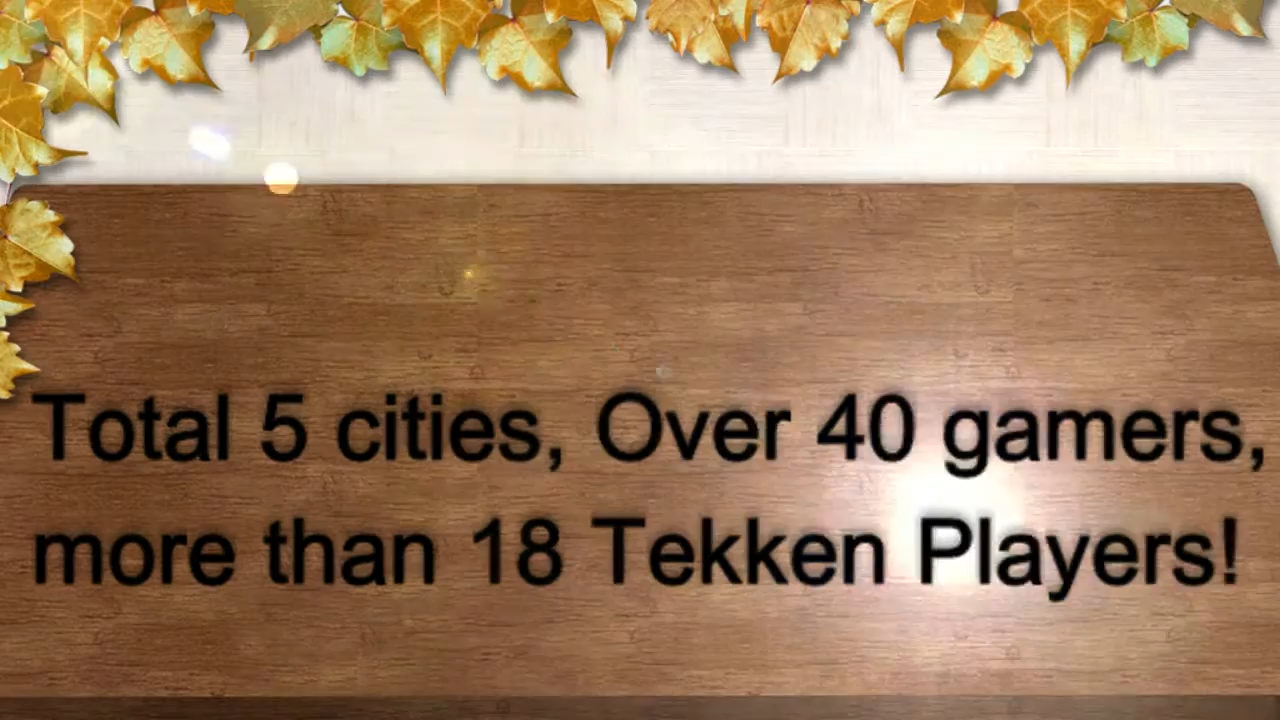 Total 5 cities, Over 40 gamers,
more than 18 Tekken Players!